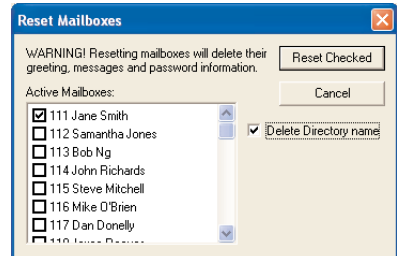 Reset Mailboxes
WARNING! Resetting mailboxes will delete their
greeting, messages and password information.
Reset Checked
Active Mailboxes:
Cancel
111 Jane Smith
112 Samantha Jones
Delete Directory name
113 Bob Ng
114 John Richards
115 Steve Mitchell
116 Mike O'Brien
117 Dan Donelly